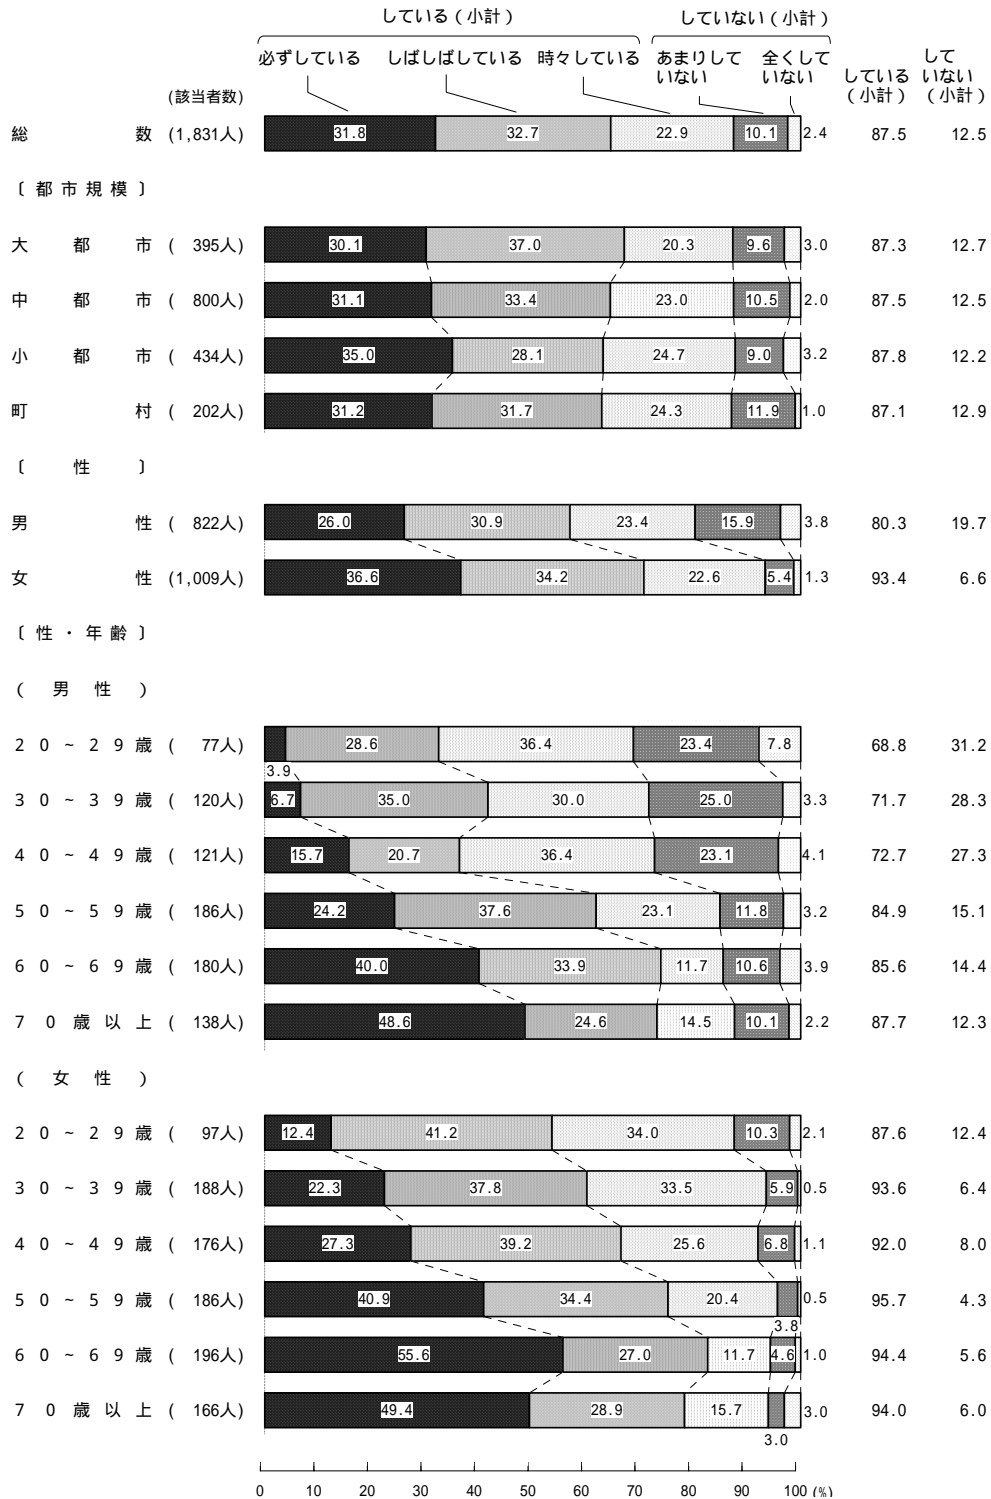 している（小計） していない（小計）
必ずしている しばしばしている 時々している あまりしていない 全くしていない している（小計） していない（小計）
(該当者数)
総数 (1,831人) 31.8 32.7 22.9 10.1 2.4 87.5 12.5
〔都市規模〕
大都市 ( 395人) 30.1 37.0 20.3 9.6 3.0 87.3 12.7
中都市 ( 800人) 31.1 33.4 23.0 10.5 2.0 87.5 12.5
小都市 ( 434人) 35.0 28.1 24.7 9.0 3.2 87.8 12.2
町村 ( 202人) 31.2 31.7 24.3 11.9 1.0 87.1 12.9
〔性〕
男性 ( 822人) 26.0 30.9 23.4 15.9 3.8 80.3 19.7
女性 (1,009人) 36.6 34.2 22.6 5.4 1.3 93.4 6.6
〔性・年齢〕
(男性)
20~29歳 ( 77人) 3.9 28.6 36.4 23.4 7.8 68.8 31.2
30~39歳 ( 120人) 6.7 35.0 30.0 25.0 3.3 71.7 28.3
40~49歳 ( 121人) 15.7 20.7 36.4 23.1 4.1 72.7 27.3
50~59歳 ( 186人) 24.2 37.6 23.1 11.8 3.2 84.9 15.1
60~69歳 ( 180人) 40.0 33.9 11.7 10.6 3.9 85.6 14.4
70歳以上 ( 138人) 48.6 24.6 14.5 10.1 2.2 87.7 12.3
(女性)
20~29歳 ( 97人) 12.4 41.2 34.0 10.3 2.1 87.6 12.4
30~39歳 ( 188人) 22.3 37.8 33.5 5.9 0.5 93.6 6.4
40~49歳 ( 176人) 27.3 39.2 25.6 6.8 1.1 92.0 8.0
50~59歳 ( 186人) 40.9 34.4 20.4 3.8 0.5 95.7 4.3
60~69歳 ( 196人) 55.6 27.0 11.7 4.6 1.0 94.4 5.6
70歳以上 ( 166人) 49.4 28.9 15.7 3.0 3.0 94.0 6.0
0 10 20 30 40 50 60 70 80 90 100 (%)